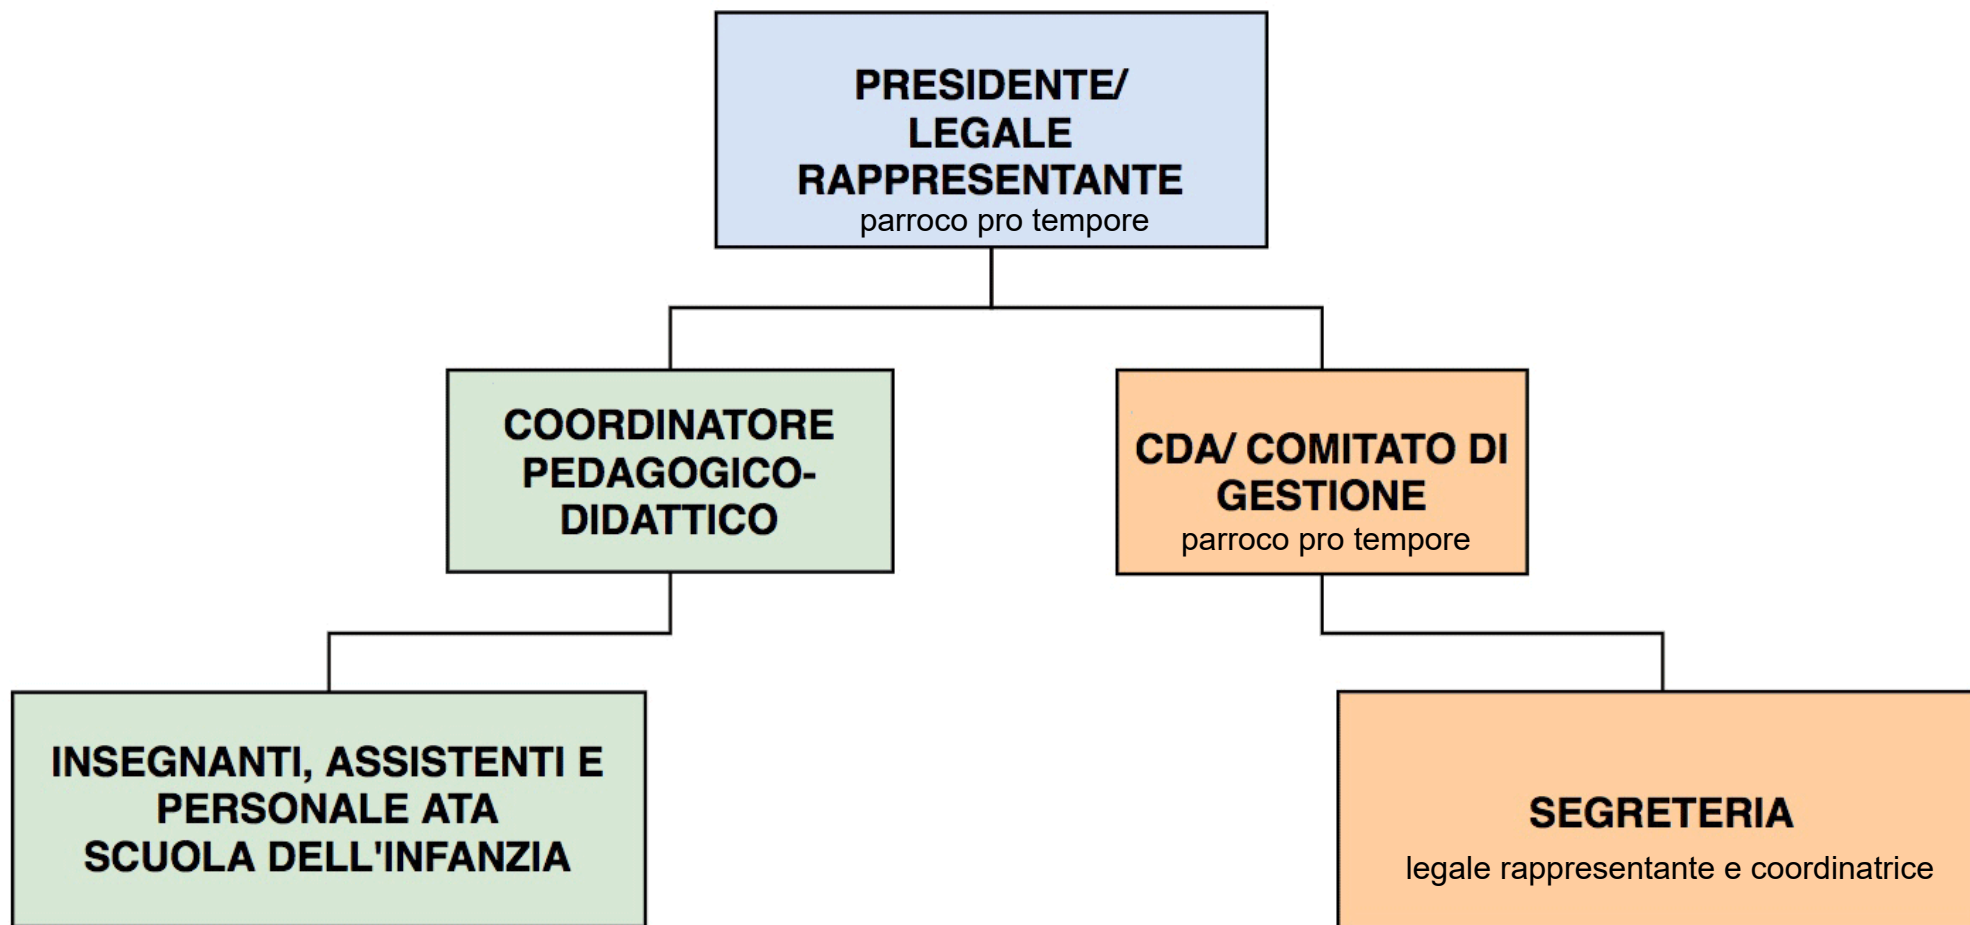 PRESIDENTE/
LEGALE
RAPPRESENTANTE
parroco pro tempore
COORDINATORE
PEDAGOGICO-
DIDATTICO
CDA/ COMITATO DI
GESTIONE
parroco pro tempore
INSEGNANTI, ASSISTENTI E
PERSONALE ATA
SCUOLA DELL'INFANZIA
SEGRETERIA
legale rappresentante e coordinatrice